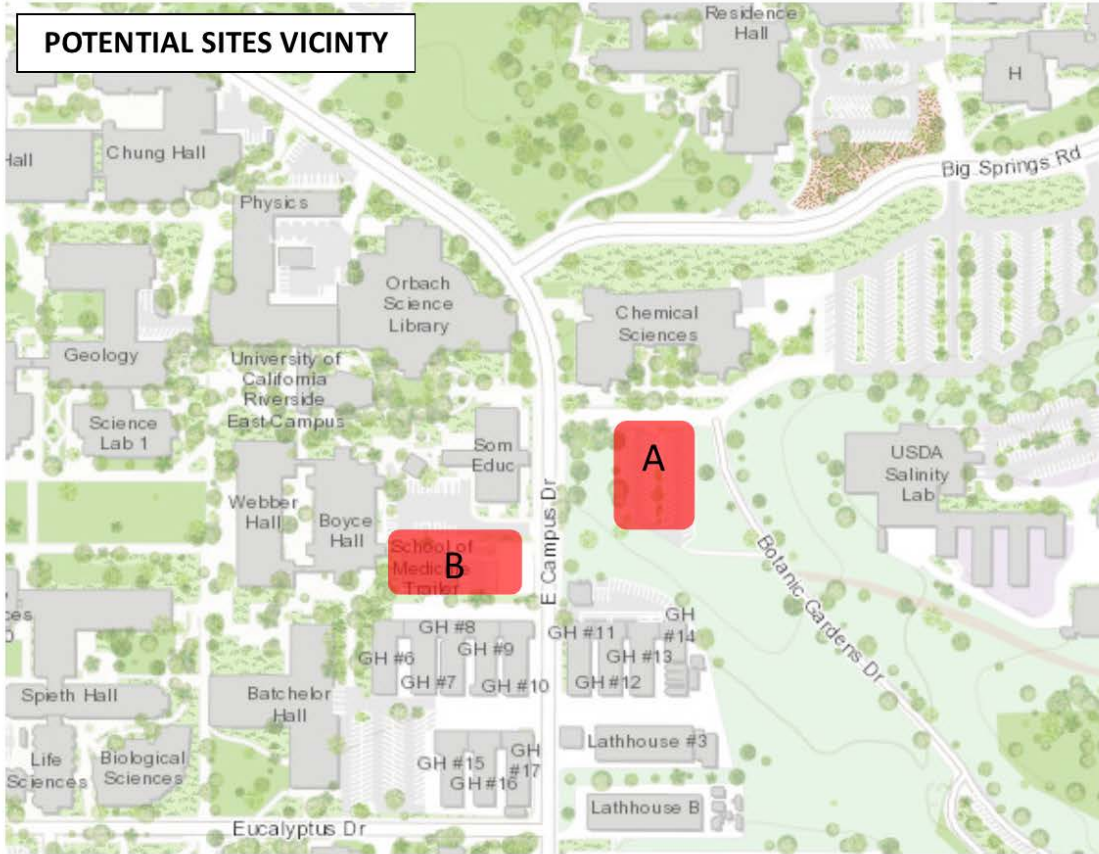 POTENTIAL SITES VICINTY
Residence
Hall
H
Hall
Chung Hall
Big Springs Rd
Physics
Orbach
Science
Library
Chemical
Sciences
Geology
University of
California
Riverside
East Campus
Science
Lab 1
Som
Educ
A
USDA
Salinity
Lab
Webber
Hall
Boyce
Hall
E Campus Dr
School of
Medicine
Trailer
B
Botanic Gardens Dr
GH #8
GH #11
GH
#14
GH #6
GH #9
GH #13
GH #7
GH #10
GH #12
Spieth Hall
Batchelor
Hall
Life
Sciences
Biological
Sciences
GH #15
GH #16
GH
#17
Lathhouse #3
Lathhouse B
Eucalyptus Dr